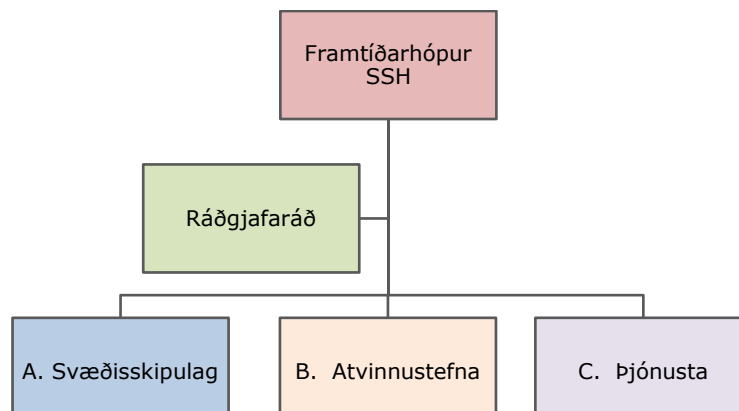 Framtíðarhópur
SSH
Ráðgjafaráð
A. Svæðisskipulag
B. Atvinnustefna
C. Þjónusta